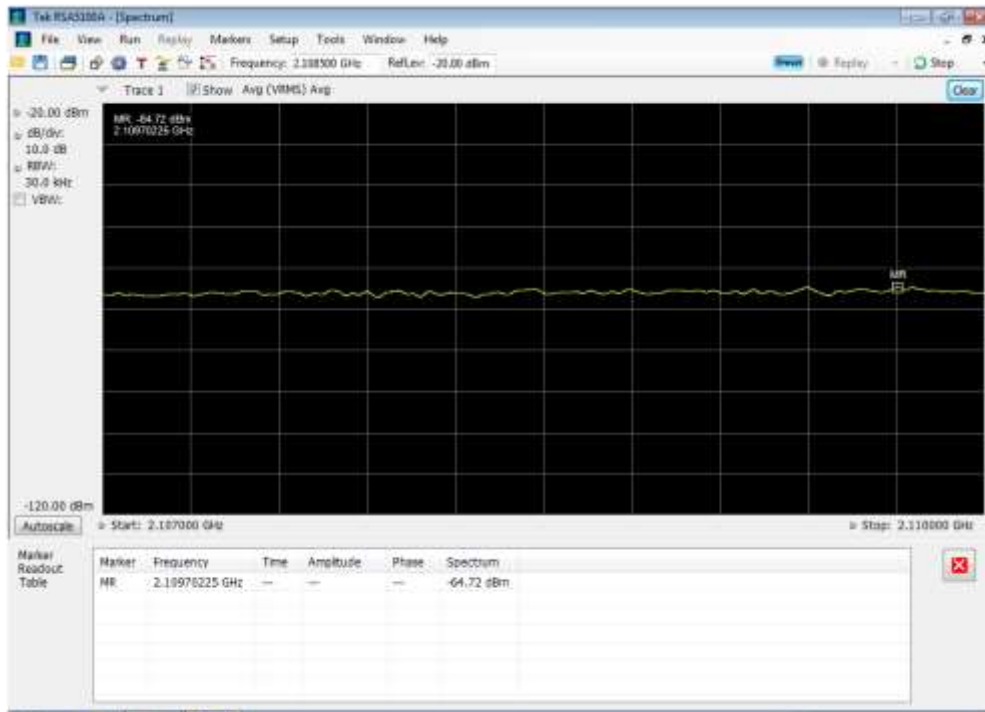 Tek RSA5100A - [Spectrum]
File View Run Replay Markers Setup Tools Window Help
Frequency: 2.108500 GHz RefLev: -20.00 dBm Preset Replay Stop
Trace 1 Show Avg (VRMS) Avg Clear
-20.00 dBm
dB/div:
10.0 dB
RBW:
30.0 kHz
VBW:
MR: -64.72 dBm
2.10970225 GHz
MR
-120.00 dBm
Autoscale Start: 2.107000 GHz Stop: 2.110000 GHz
Marker
Readout
Table
Marker Frequency Time Amplitude Phase Spectrum
MR 2.10970225 GHz --- --- --- -64.72 dBm